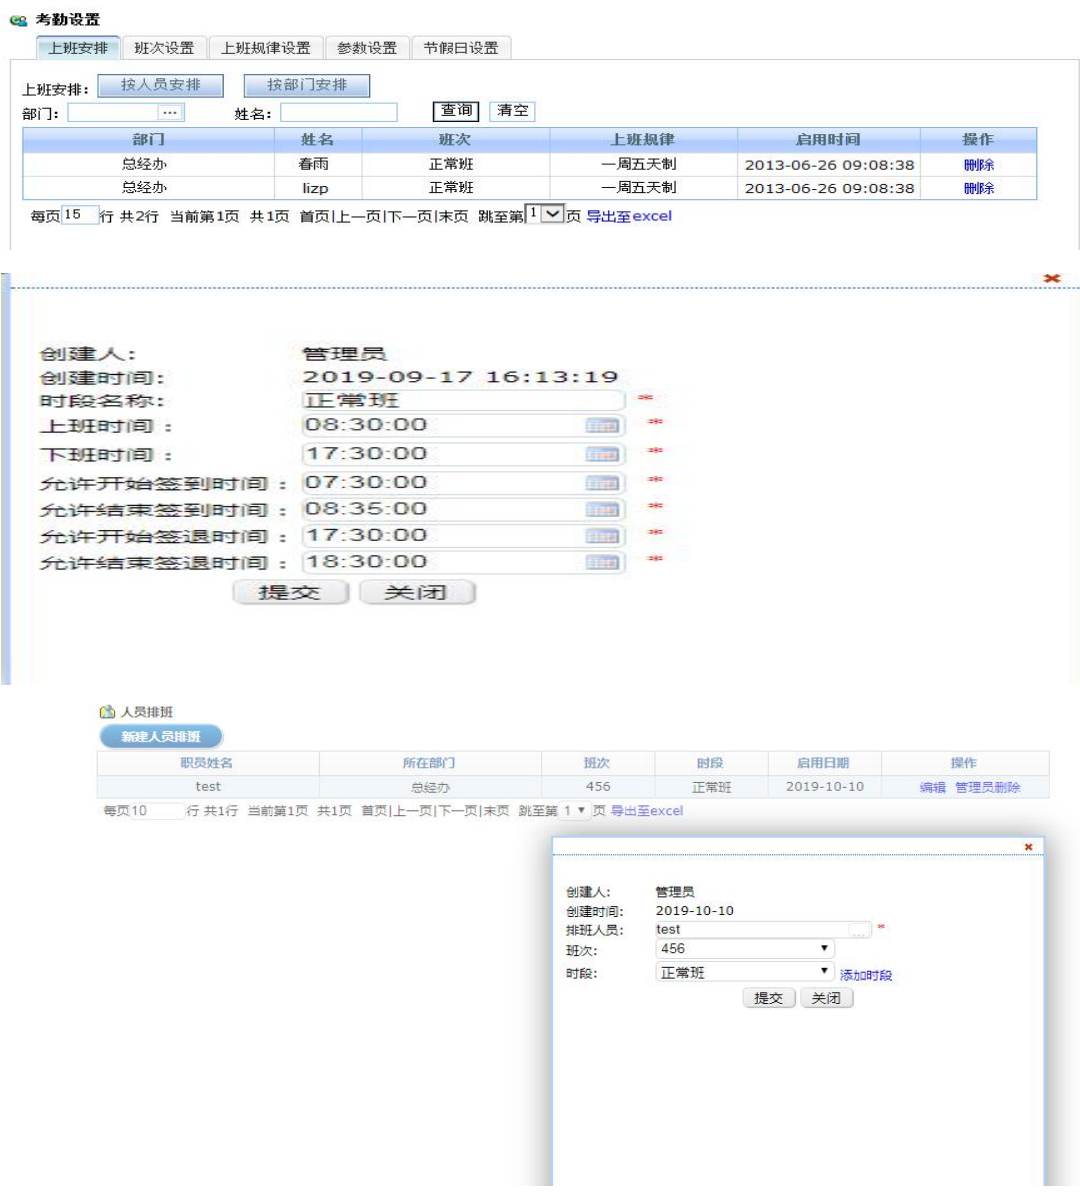 考勤设置
上班安排 班次设置 上班规律设置 参数设置 节假日设置
上班安排： 按人员安排 按部门安排
部门： ... 姓名： 查询 清空
部门 姓名 班次 上班规律 启用时间 操作
总经办 春雨 正常班 一周五天制 2013-06-26 09:08:38 删除
总经办 lizp 正常班 一周五天制 2013-06-26 09:08:38 删除
每页15 行 共2行 当前第1页 共1页 首页|上一页|下一页|末页 跳至第1页 导出至excel
创建人： 管理员
创建时间： 2019-09-17 16:13:19
时段名称： 正常班 *
上班时间： 08:30:00 *
下班时间： 17:30:00 *
允许开始签到时间： 07:30:00 *
允许结束签到时间： 08:35:00 *
允许开始签退时间： 17:30:00 *
允许结束签退时间： 18:30:00 *
提交 关闭
人员排班
新建人员排班
职员姓名 所在部门 班次 时段 启用日期 操作
test 总经办 456 正常班 2019-10-10 编辑 管理员删除
每页10 行 共1行 当前第1页 共1页 首页|上一页|下一页|末页 跳至第 1 页 导出至excel
创建人： 管理员
创建时间： 2019-10-10
排班人员： test ... *
班次： 456
时段： 正常班 添加时段
提交 关闭